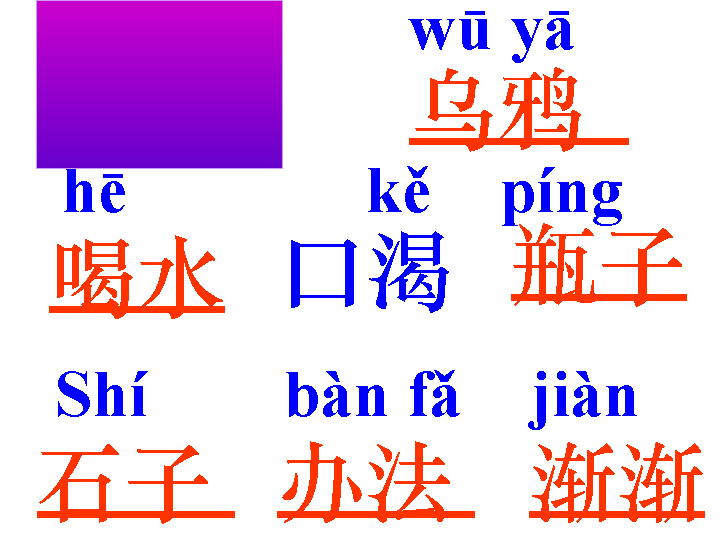 wū yā
乌鸦
hē kě píng
喝水 口渴 瓶子
Shí bàn fǎ jiàn
石子 办法 渐渐